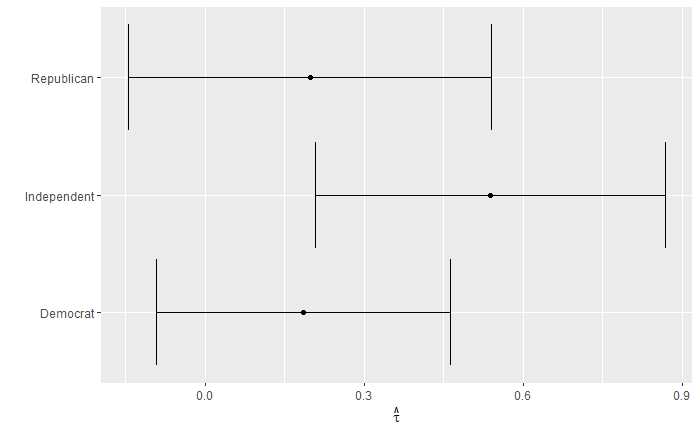 Republican
Independent
Democrat
0.0 0.3 0.6 0.9
τ̂